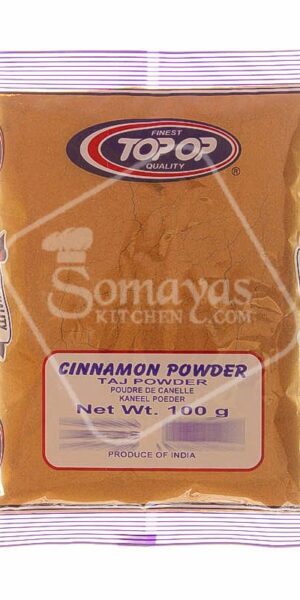 FINEST
TOPOP
QUALITY
®
Somayas
KITCHEN .COM
CINNAMON POWDER
TAJ POWDER
POUDRE DE CANELLE
KANEEL POEDER
Net Wt. 100 g
PRODUCE OF INDIA